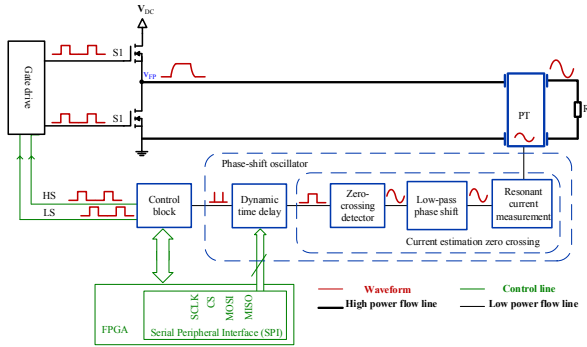 V_DC
S1
Gate drive
V_FP
S1
PT
R
Phase-shift oscillator
HS
LS
Control block
Dynamic time delay
Zero-crossing detector
Low-pass phase shift
Resonant current measurement
Current estimation zero crossing
SCLK
CS
MOSI
MISO
FPGA
Serial Peripheral Interface (SPI)
Waveform
Control line
High power flow line
Low power flow line